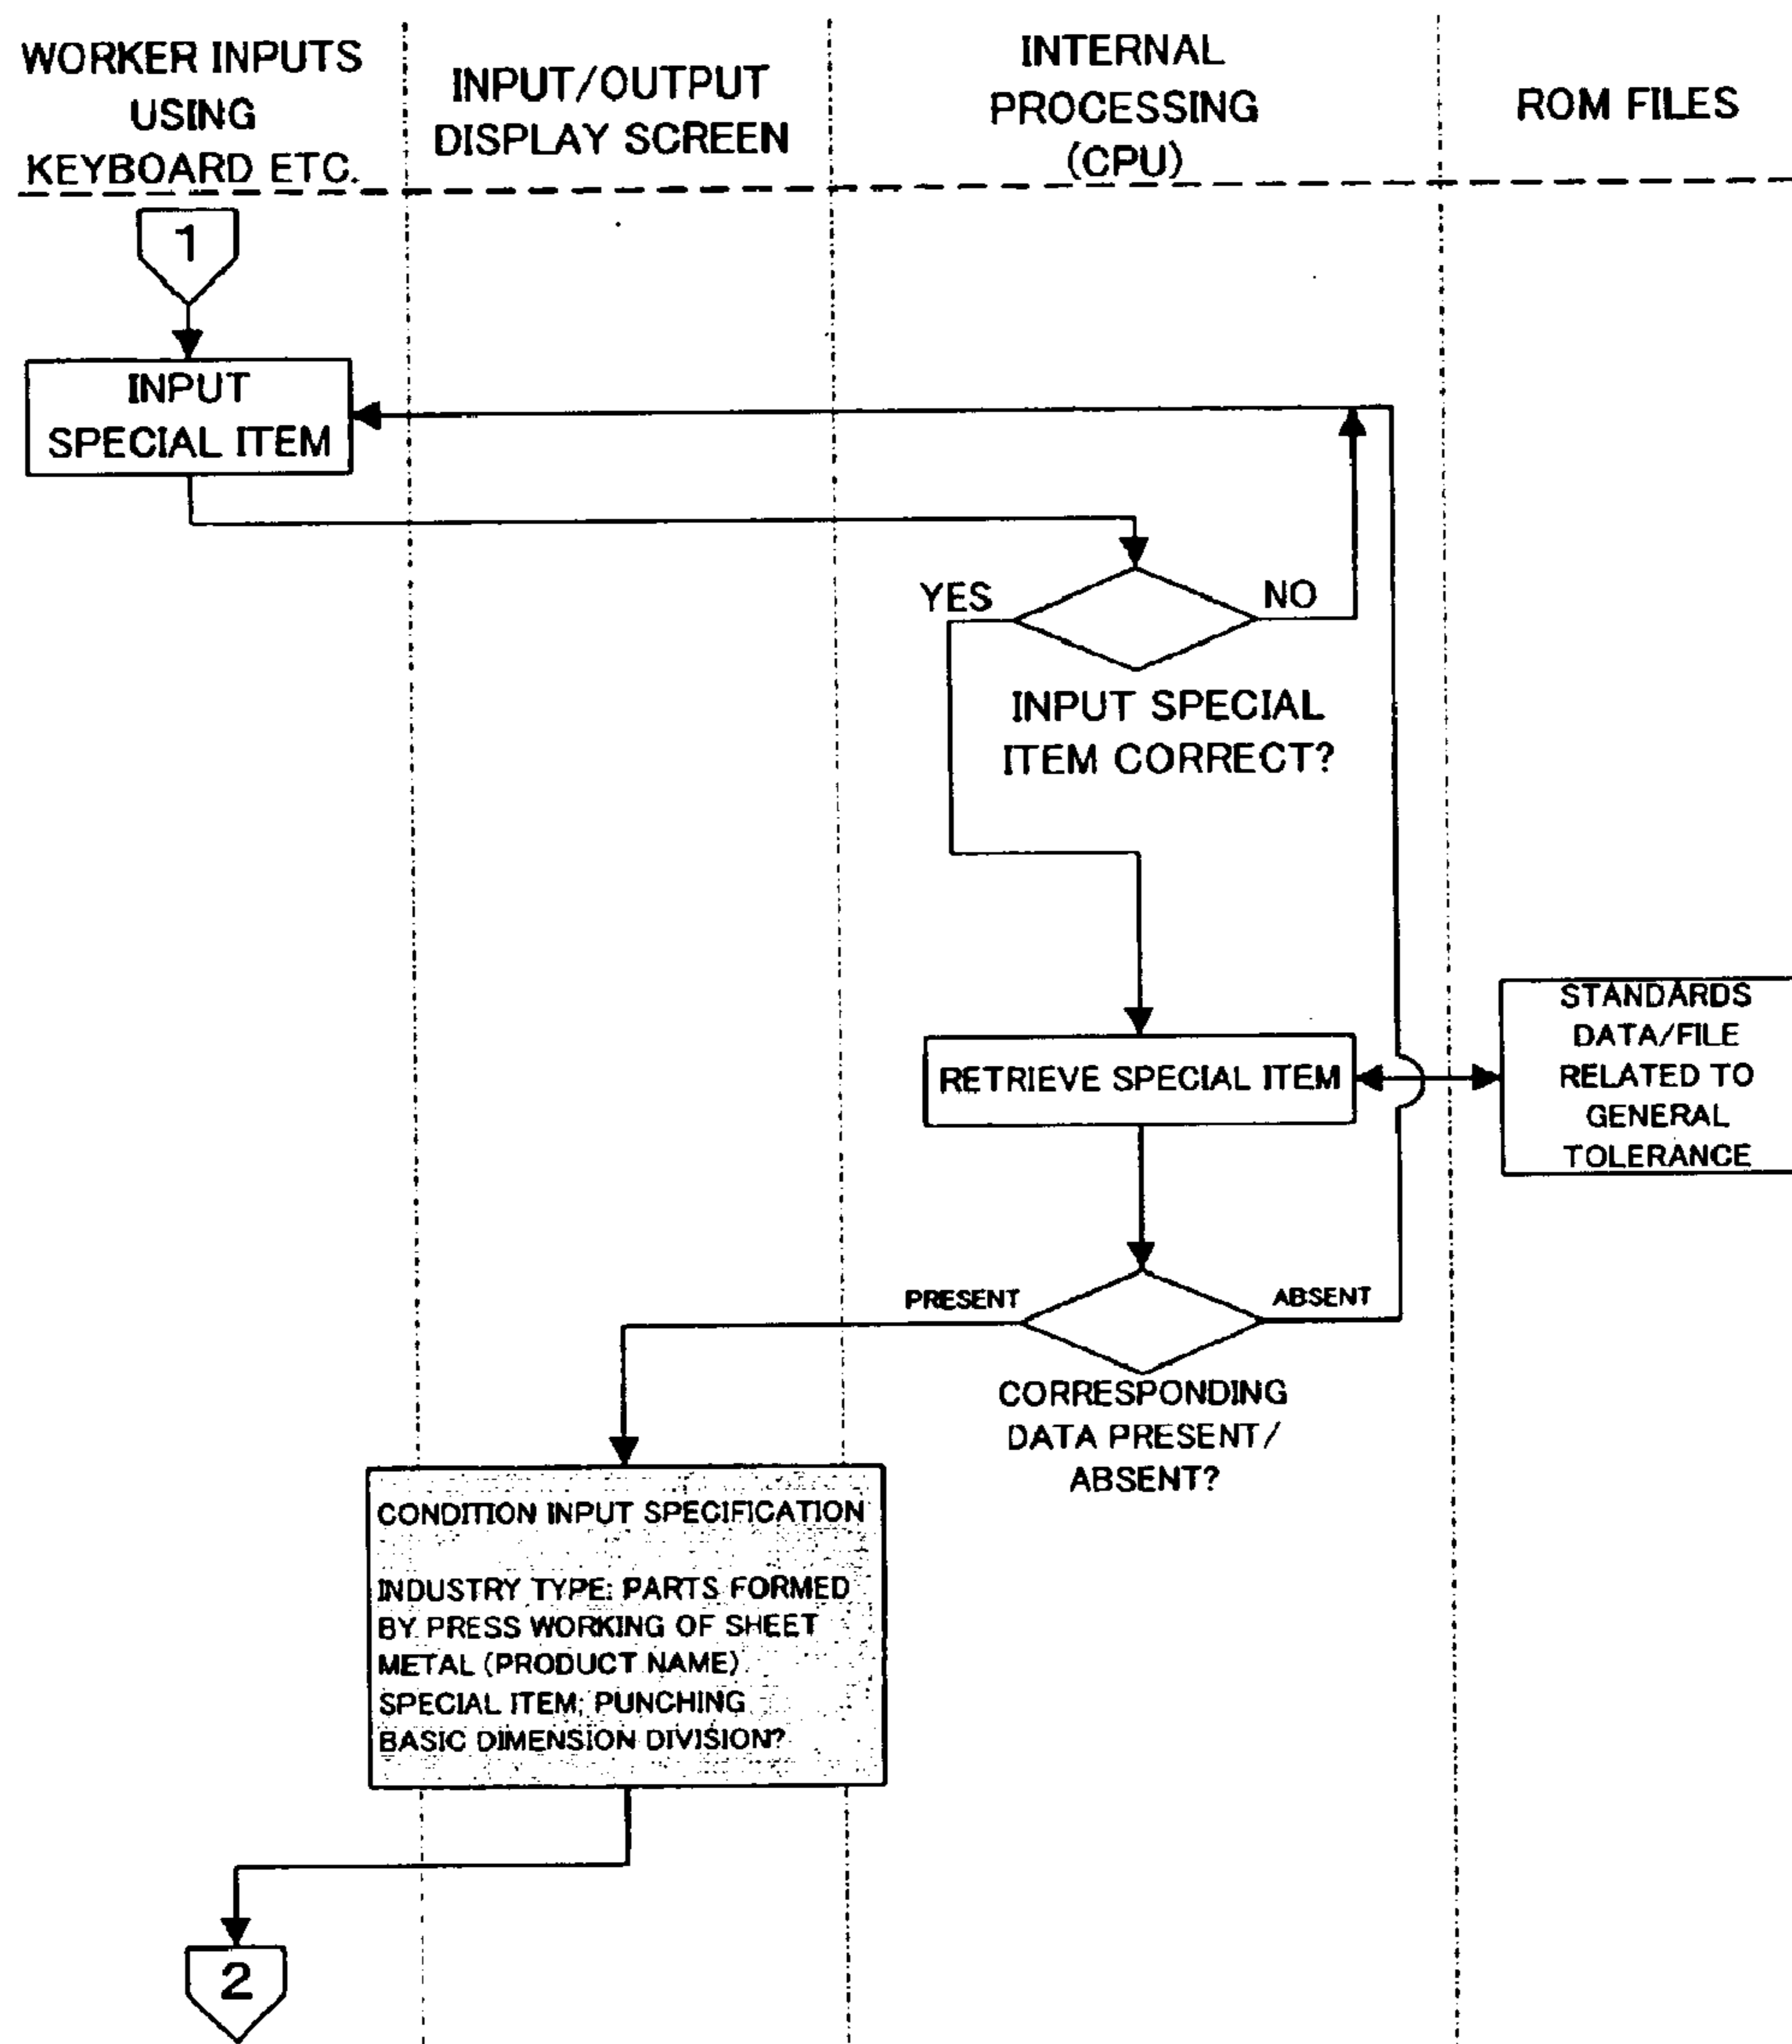 WORKER INPUTS
USING
KEYBOARD ETC.
INPUT/OUTPUT
DISPLAY SCREEN
INTERNAL
PROCESSING
(CPU)
ROM FILES
1
INPUT
SPECIAL ITEM
YES
NO
INPUT SPECIAL
ITEM CORRECT?
RETRIEVE SPECIAL ITEM
STANDARDS
DATA/FILE
RELATED TO
GENERAL
TOLERANCE
PRESENT
ABSENT
CORRESPONDING
DATA PRESENT/
ABSENT?
CONDITION INPUT SPECIFICATION
INDUSTRY TYPE: PARTS FORMED
BY PRESS WORKING OF SHEET
METAL (PRODUCT NAME)
SPECIAL ITEM: PUNCHING
BASIC DIMENSION DIVISION?
2